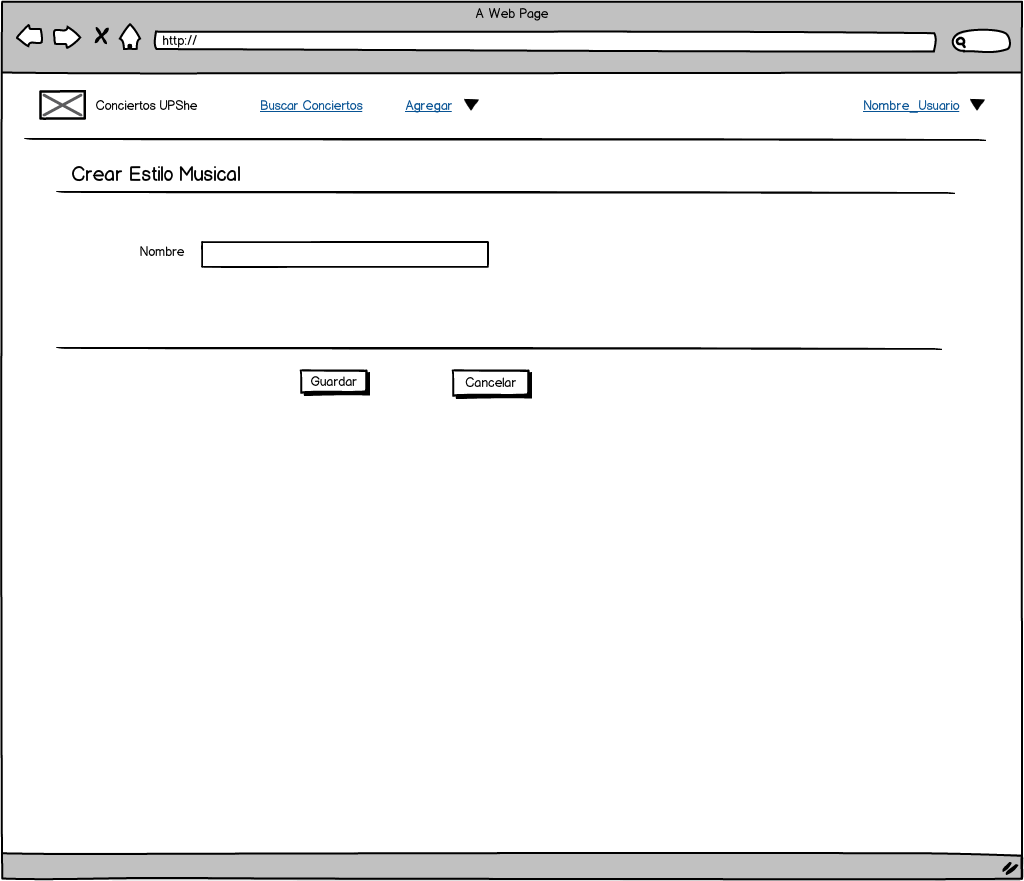 A Web Page
http://
Conciertos UPShe
Buscar Conciertos
Agregar
Nombre_Usuario
Crear Estilo Musical
Nombre
Guardar
Cancelar